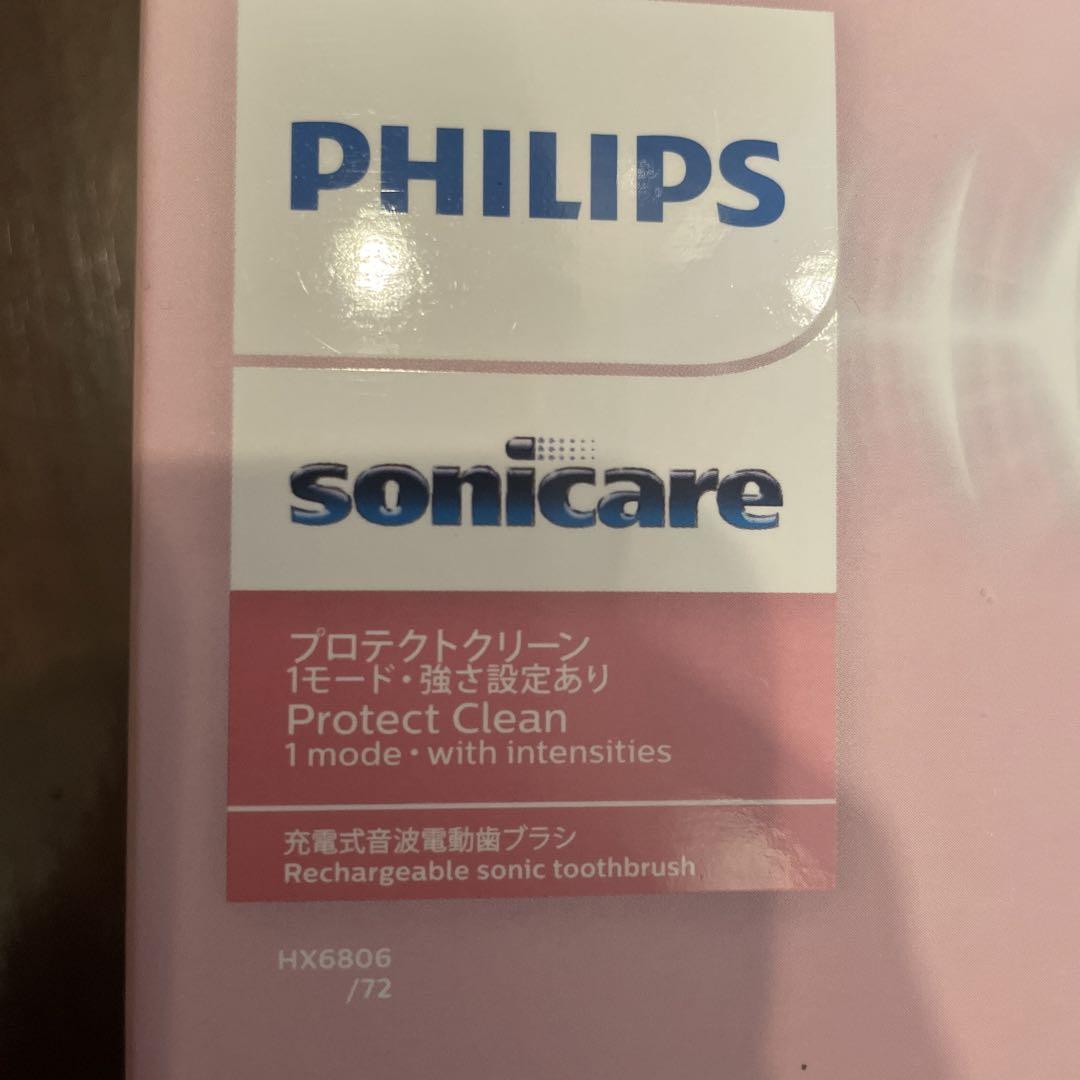 PHILIPS
sonicare
プロテクトクリーン
1モード・強さ設定あり
Protect Clean
1 mode・with intensities
充電式音波電動歯ブラシ
Rechargeable sonic toothbrush
HX6806
/72